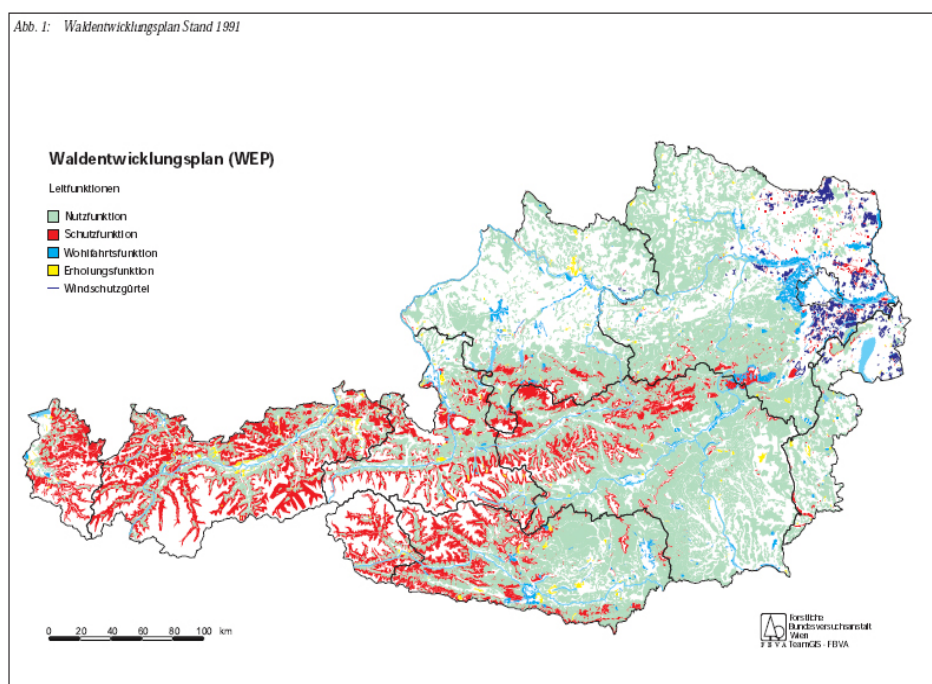 Abb. 1: Waldentwicklungsplan Stand 1991
Waldentwicklungsplan (WEP)
Leitfunktionen
Nutzfunktion
Schutzfunktion
Wohlfahrtsfunktion
Erholungsfunktion
Windschutzgürtel
0 20 40 60 80 100 km
Forstliche
Bundesversuchsanstalt
Wien
FBVA TeamGIS - FBVA